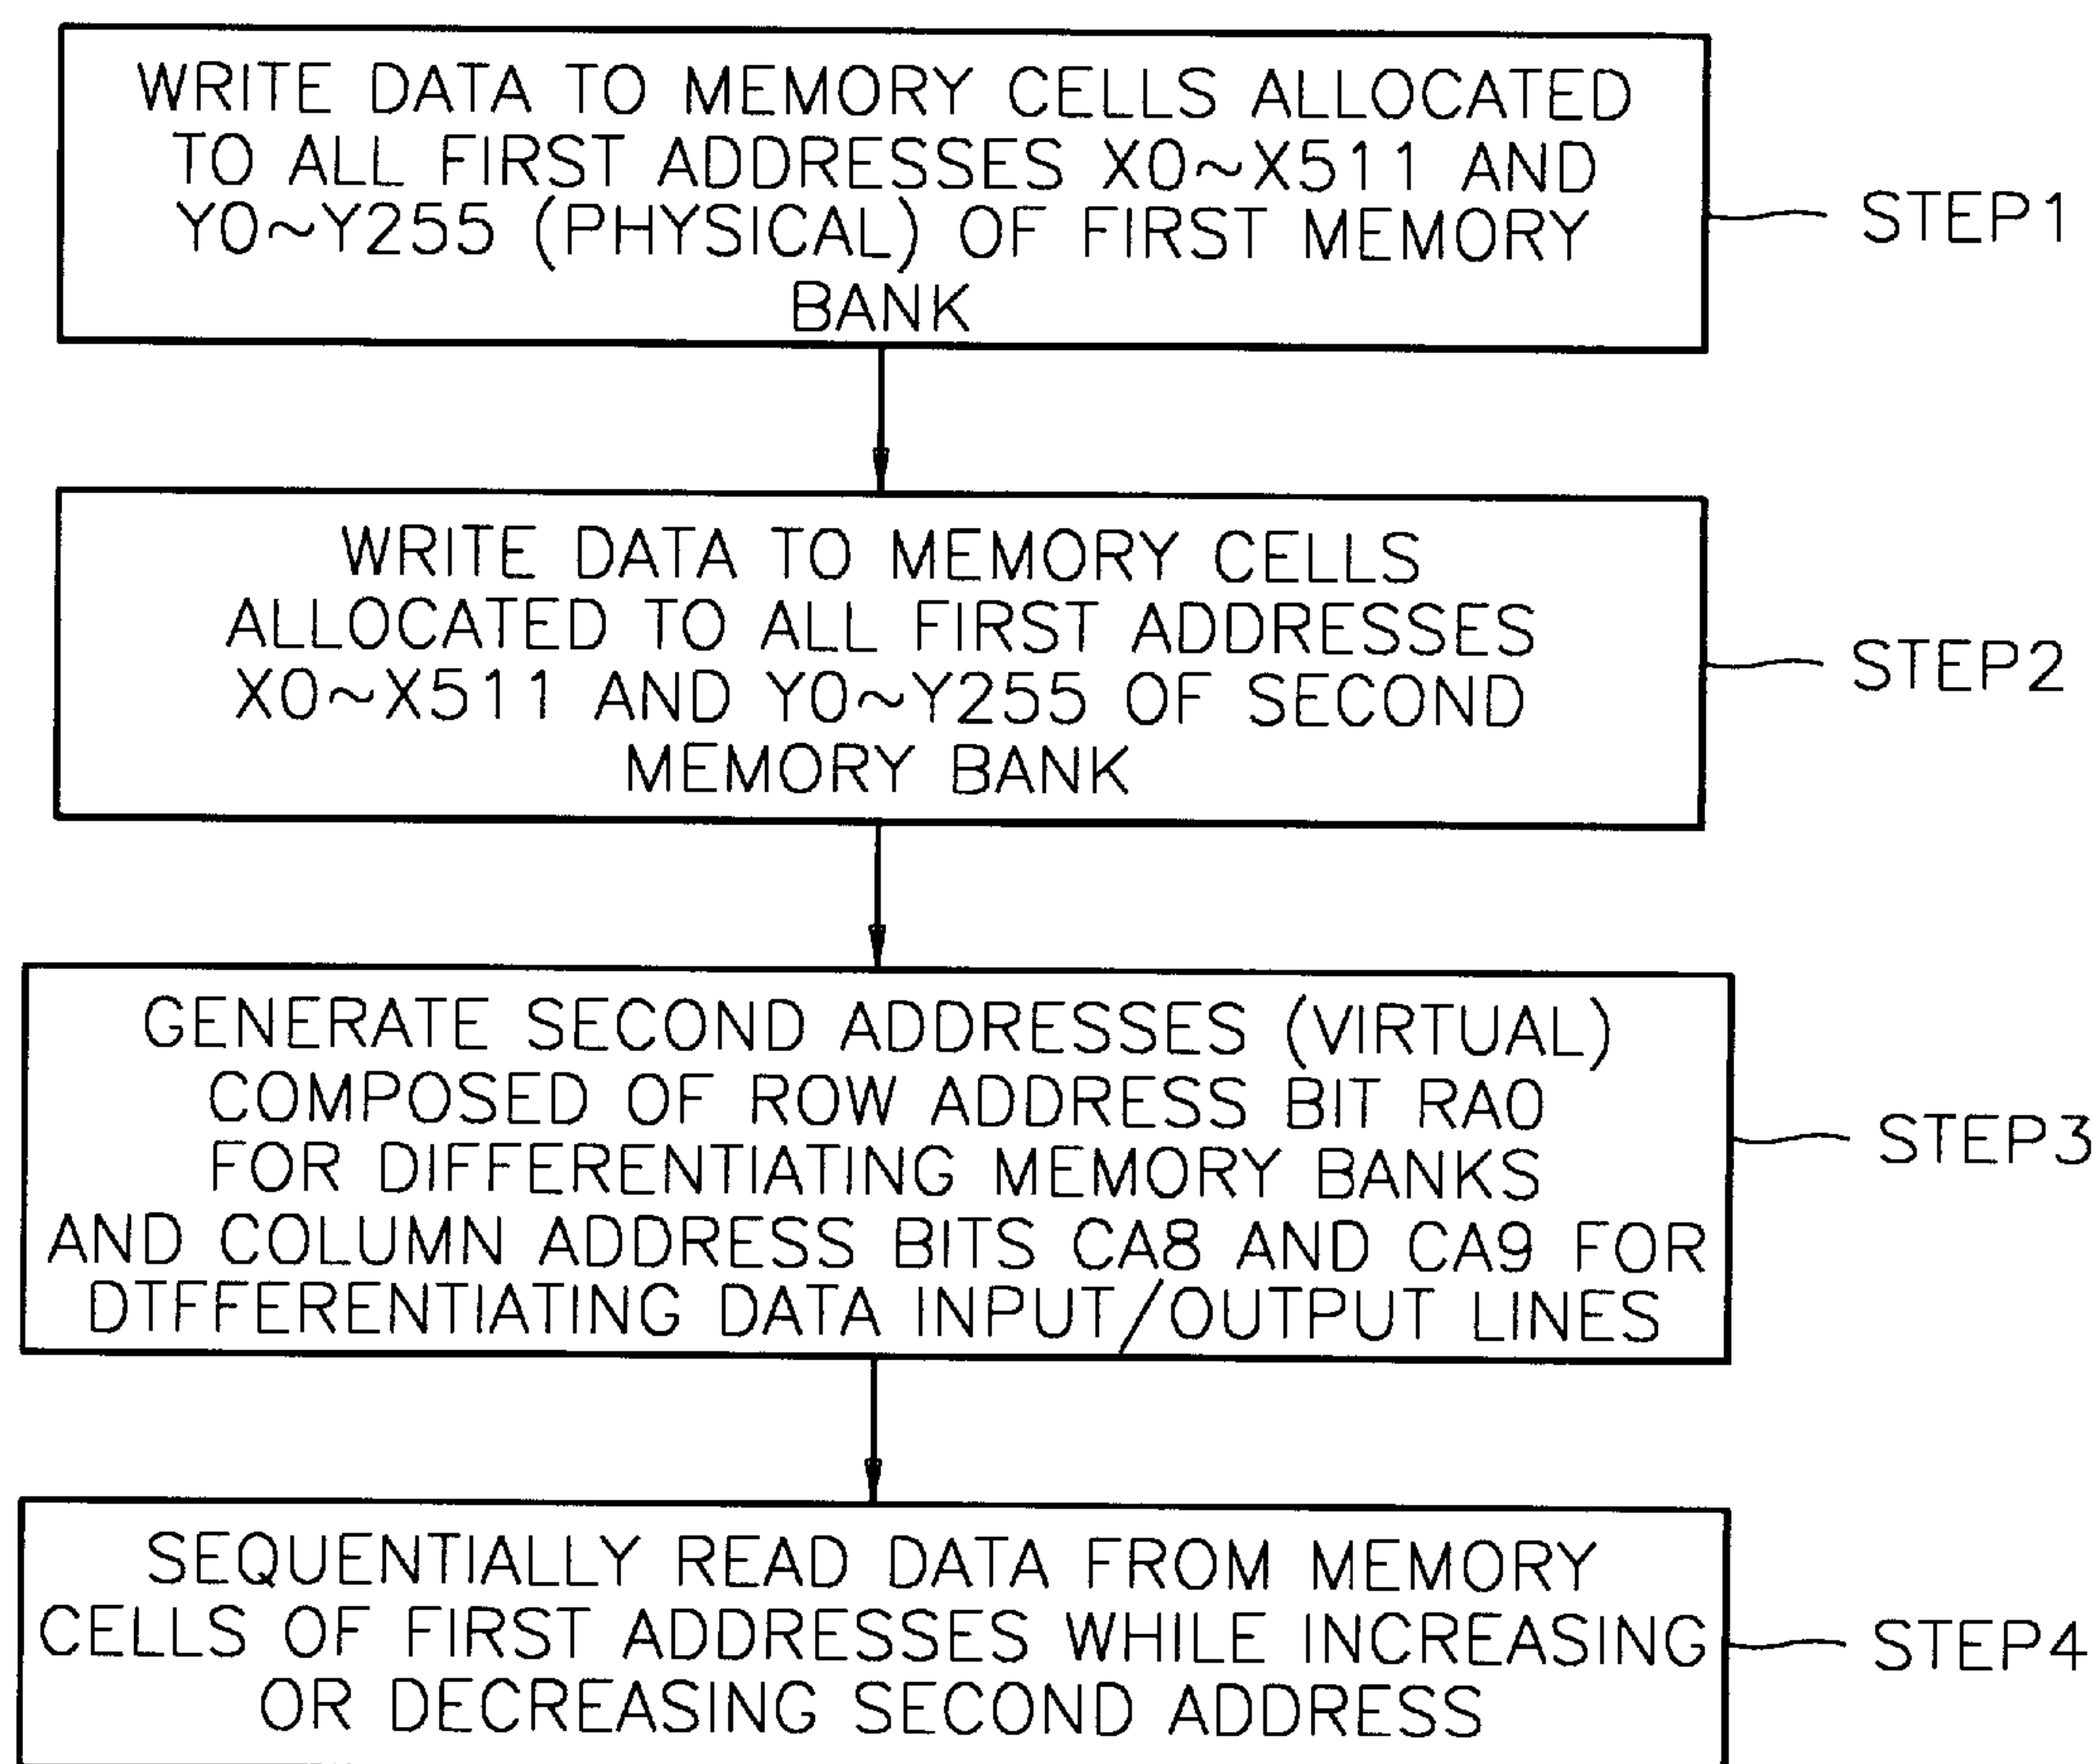 WRITE DATA TO MEMORY CELLS ALLOCATED
TO ALL FIRST ADDRESSES X0~X511 AND
Y0~Y255 (PHYSICAL) OF FIRST MEMORY
BANK
STEP1
WRITE DATA TO MEMORY CELLS
ALLOCATED TO ALL FIRST ADDRESSES
X0~X511 AND Y0~Y255 OF SECOND
MEMORY BANK
STEP2
GENERATE SECOND ADDRESSES (VIRTUAL)
COMPOSED OF ROW ADDRESS BIT RA0
FOR DIFFERENTIATING MEMORY BANKS
AND COLUMN ADDRESS BITS CA8 AND CA9 FOR
DTFFERENTIATING DATA INPUT/OUTPUT LINES
STEP3
SEQUENTIALLY READ DATA FROM MEMORY
CELLS OF FIRST ADDRESSES WHILE INCREASING
OR DECREASING SECOND ADDRESS
STEP4